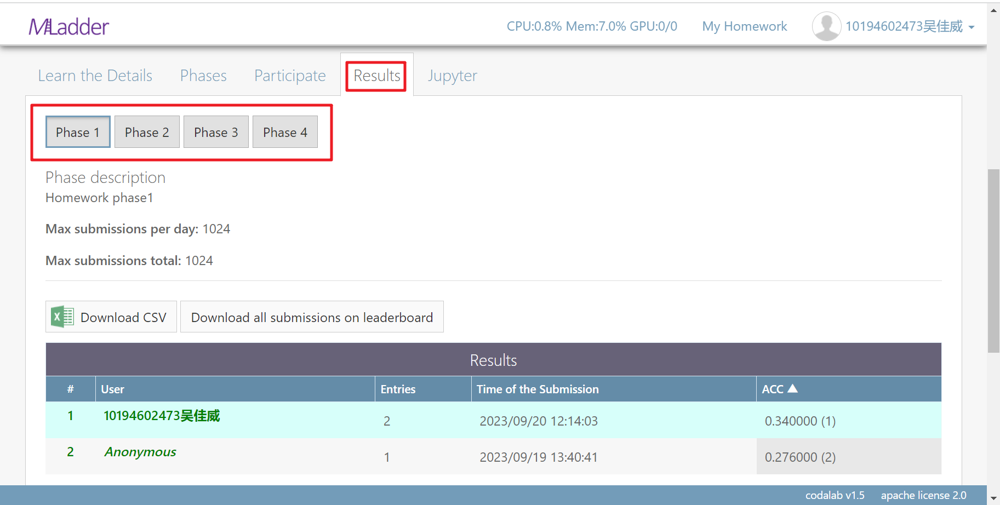 MLadder
CPU:0.8% Mem:7.0% GPU:0/0 My Homework 10194602473吴佳威
Learn the Details Phases Participate Results Jupyter
Phase 1 Phase 2 Phase 3 Phase 4
Phase description
Homework phase1
Max submissions per day: 1024
Max submissions total: 1024
Download CSV Download all submissions on leaderboard
Results
# User Entries Time of the Submission ACC ▲
1 10194602473吴佳威 2 2023/09/20 12:14:03 0.340000 (1)
2 Anonymous 1 2023/09/19 13:40:41 0.276000 (2)
codalab v1.5 apache license 2.0